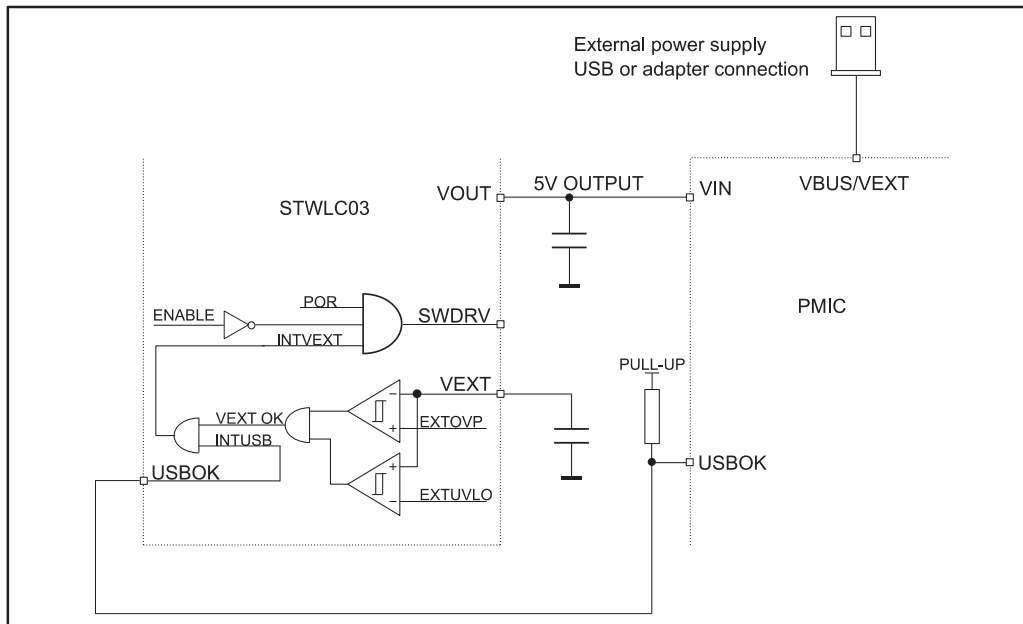 External power supply
USB or adapter connection
VOUT
5V OUTPUT
VIN
VBUS/VEXT
STWLC03
PMIC
POR
ENABLE
SWDRV
INTVEXT
PULL-UP
VEXT
VEXT OK
EXTOVP
INTUSB
USBOK
USBOK
EXTUVLO
+
-
+
-